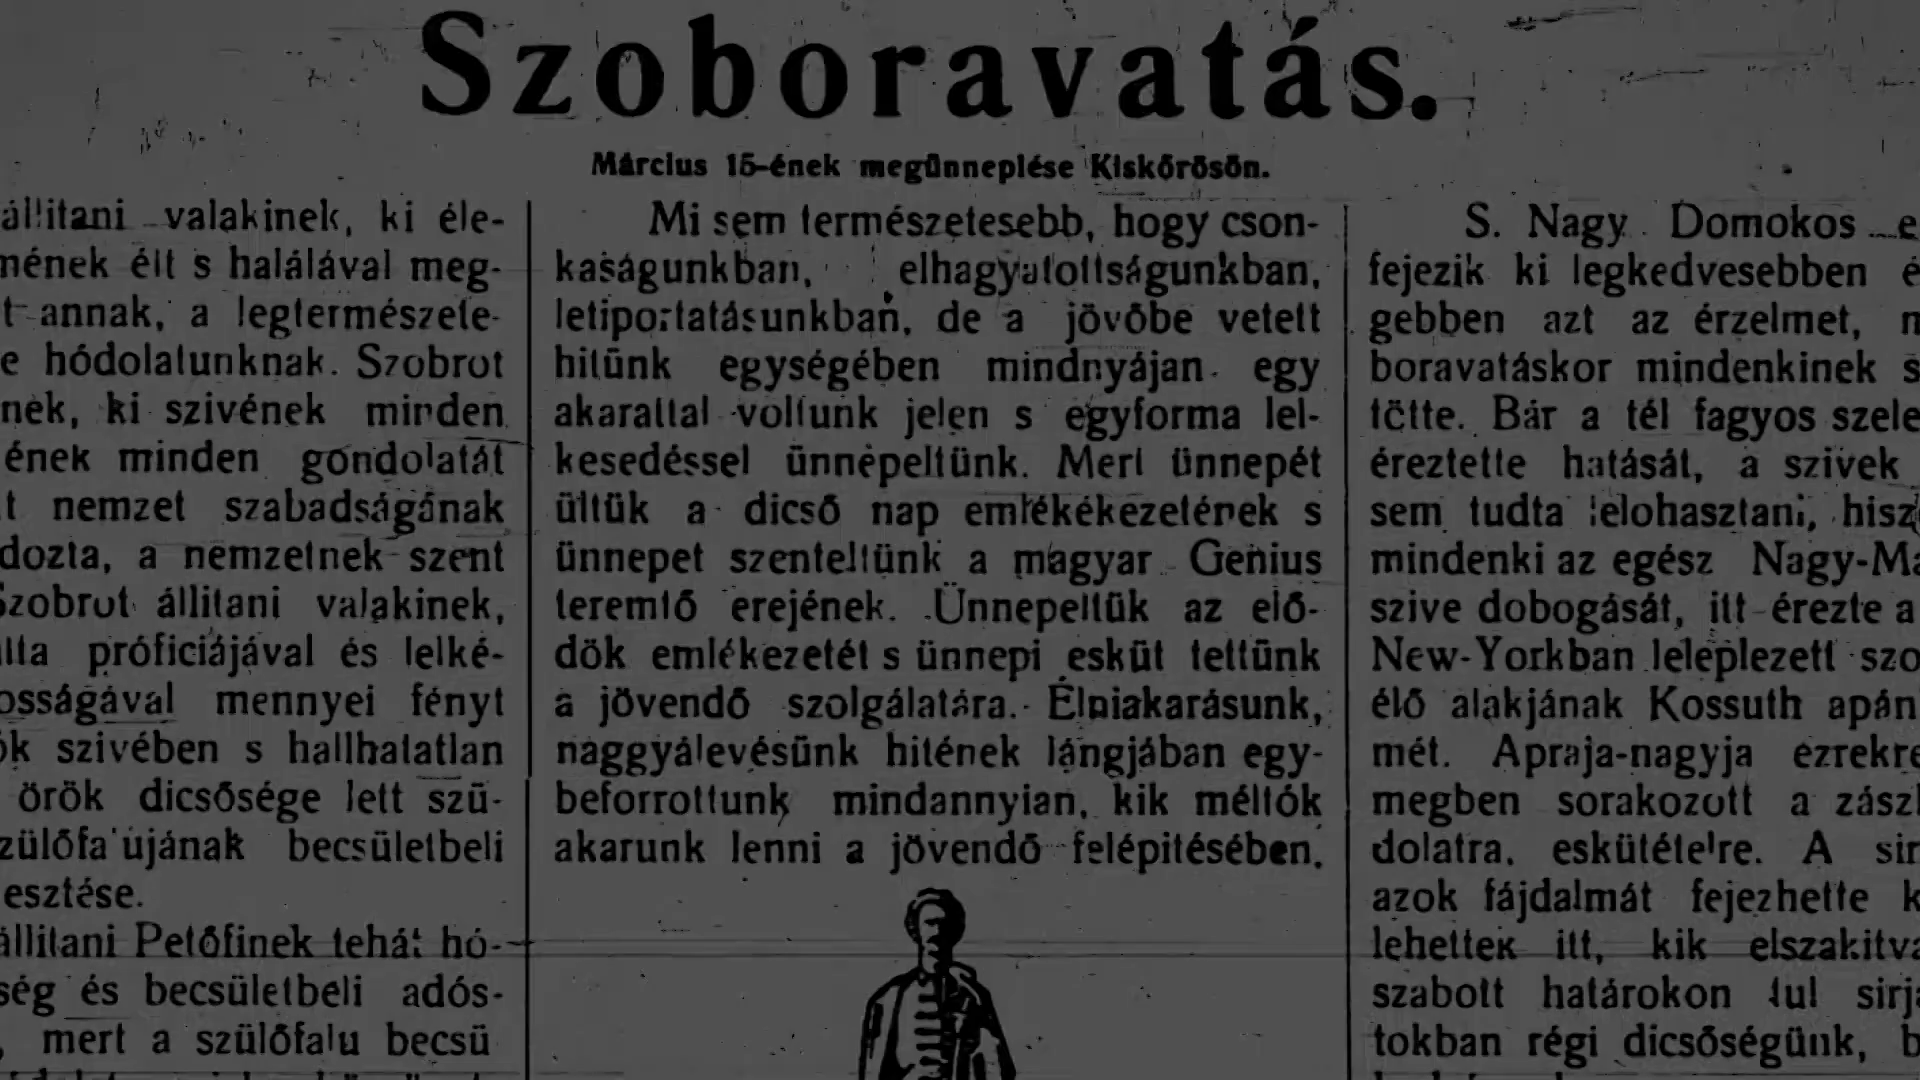 Szoboravatás.
Március 15-ének megünneplése Kiskőrösön.
állitani valakinek, ki éle-
mének élt s halálával meg-
t annak, a legtermészete-
e hódolatunknak. Szobrot
nek, ki szivének minden
ének minden gondolatát
t nemzet szabadságának
dozta, a nemzetnek szent
Szobrot állitani valakinek,
lta próficiájával és lelké-
osságával mennyei fényt
ók szivében s hallhatatlan
örök dicsősége lett szü-
szülőfalujának becsületbeli
esztése.
állitani Petőfinek tehát hó-
ség és becsületbeli adós-
, mert a szülőfalu becsü
Mi sem természetesebb, hogy cson-
kaságunkban, elhagyatottságunkban,
letiportatásunkban, de a jövőbe vetett
hitünk egységében mindnyájan egy
akarattal voltunk jelen s egyforma lel-
kesedéssel ünnepeltünk. Mert ünnepét
ültük a dicső nap emlékékezetének s
ünnepet szenteltünk a magyar Genius
teremtő erejének. Ünnepeltük az elő-
dök emlékezetét s ünnepi esküt tettünk
a jövendő szolgálatára. Élniakarásunk,
naggyálevésünk hitének lángjában egy-
beforrottunk mindannyian, kik méltók
akarunk lenni a jövendő felépitésében.
S. Nagy Domokos e
fejezik ki legkedvesebben é
gebben azt az érzelmet, m
boravatáskor mindenkinek s
tötte. Bár a tél fagyos szele
éreztette hatását, a szivek
sem tudta lelohasztani, hisz
mindenki az egész Nagy-Ma
szive dobogását, itt érezte a
New-Yorkban leleplezett szo
élő alakjának Kossuth apán
mét. Apraja-nagyja ezrekre
megben sorakozott a zász
dolatra, eskütételre. A sir
azok fájdalmát fejezhette k
lehettek itt, kik elszakitva
szabott határokon tul sirj
tokban régi dicsőségünk, b